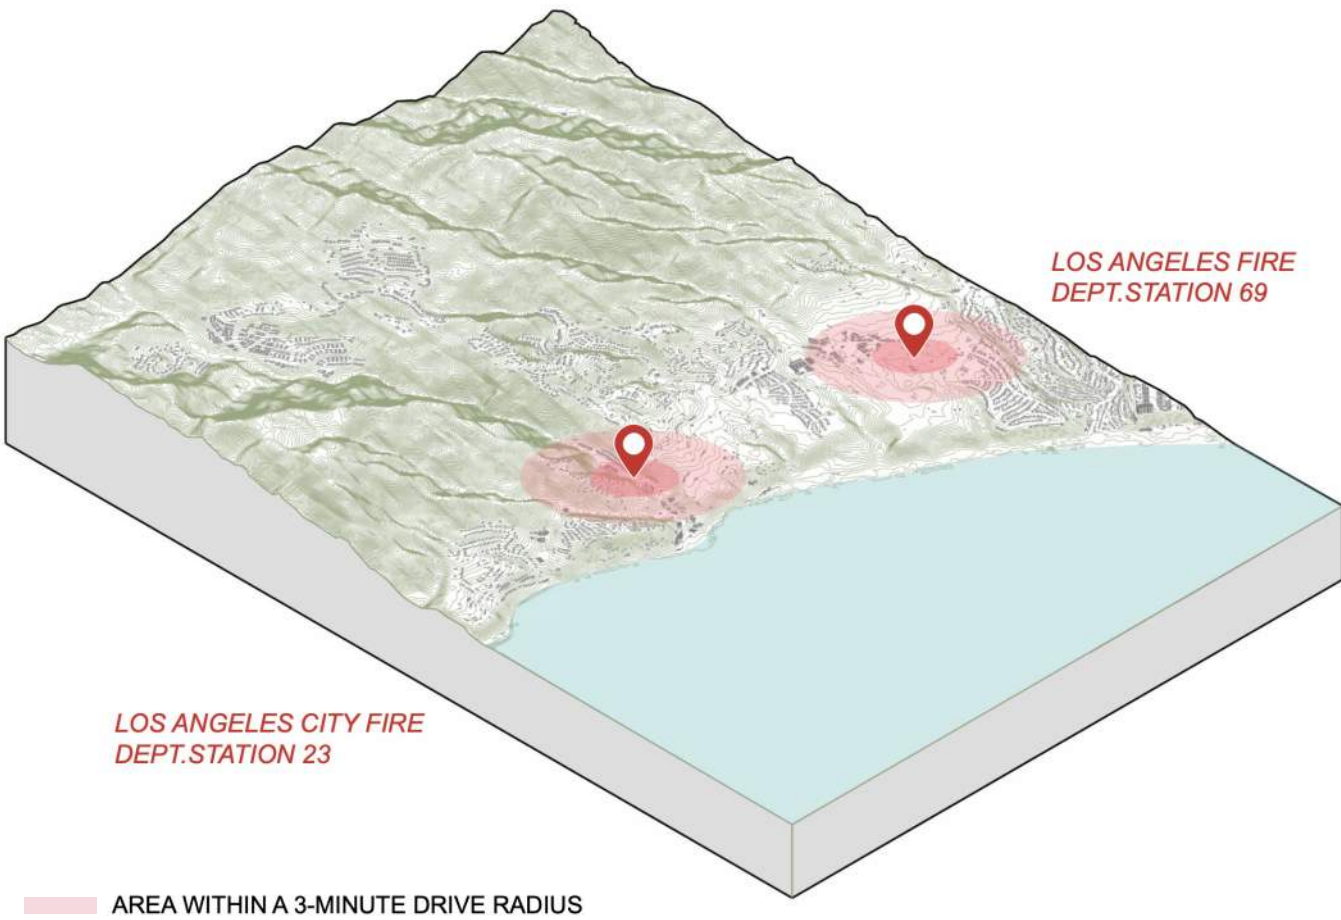 LOS ANGELES FIRE
DEPT.STATION 69
LOS ANGELES CITY FIRE
DEPT.STATION 23
AREA WITHIN A 3-MINUTE DRIVE RADIUS